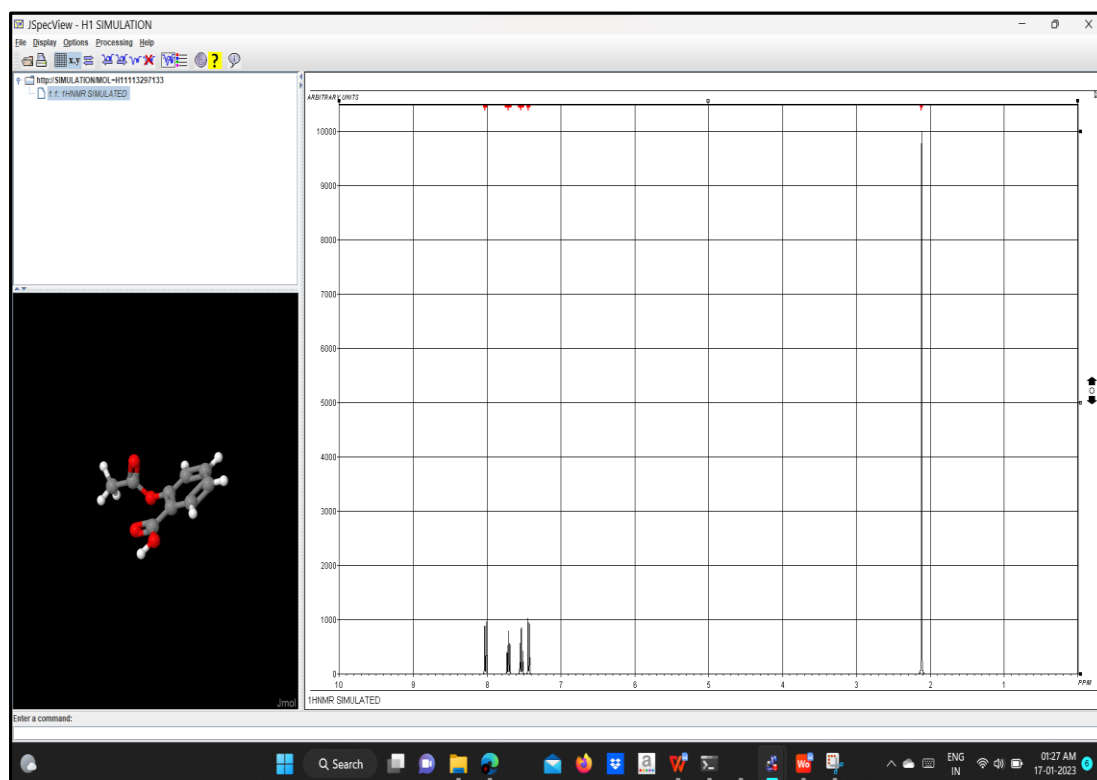 JSpecView - H1 SIMULATION
File Display Options Processing Help
x,y
?
http://SIMULATION/MOL=H11113297133
1.1: 1HNMR SIMULATED
ARBITRARY UNITS
10000
9000
8000
7000
6000
5000
4000
3000
2000
1000
0
10 9 8 7 6 5 4 3 2 1 PPM
1HNMR SIMULATED
Jmol
Enter a command:
Search
a
Wo
ENG
IN
01:27 AM
17-01-2023
6